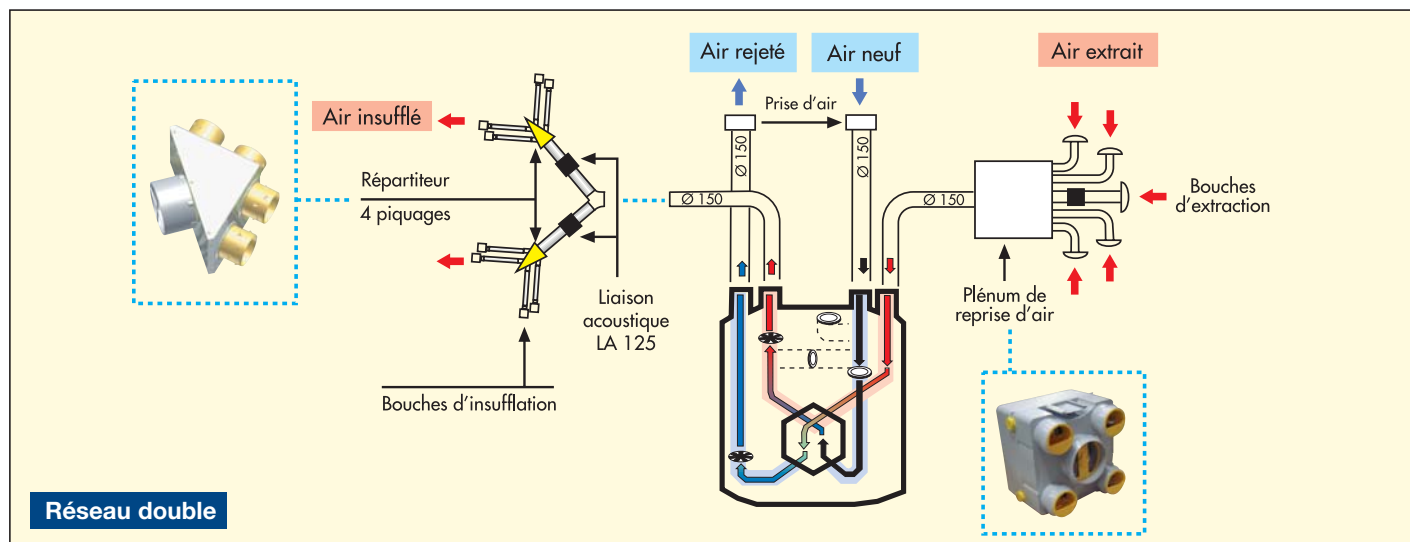 Air rejeté
Air neuf
Air extrait
Air insufflé
Prise d'air
Ø 150
Ø 150
Répartiteur
4 piquages
Ø 150
Ø 150
Bouches
d'extraction
Liaison
acoustique
LA 125
Plénum de
reprise d'air
Bouches d'insufflation
Réseau double